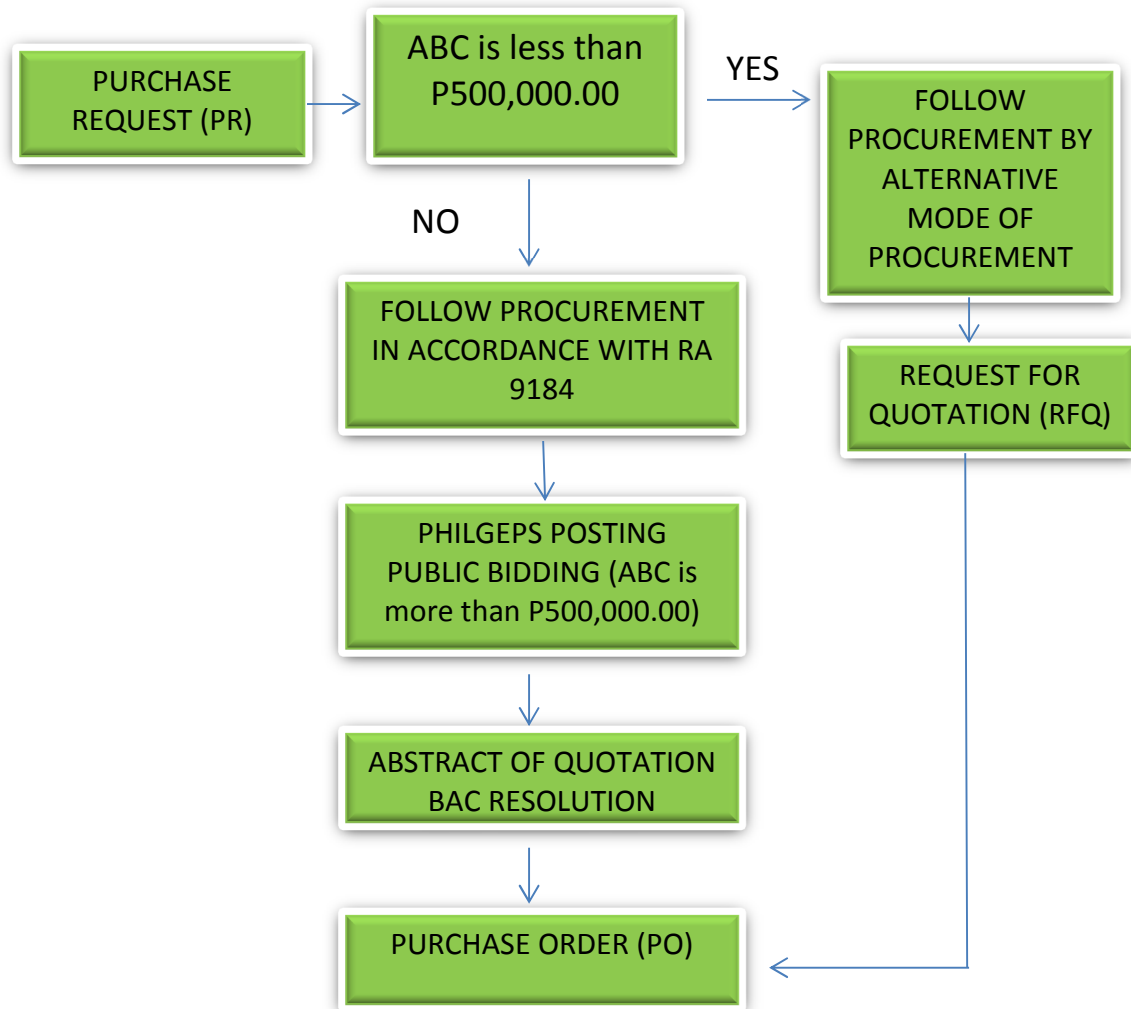 PURCHASE
REQUEST (PR)
ABC is less than
P500,000.00
YES
FOLLOW
PROCUREMENT BY
ALTERNATIVE
MODE OF
PROCUREMENT
NO
FOLLOW PROCUREMENT
IN ACCORDANCE WITH RA
9184
REQUEST FOR
QUOTATION (RFQ)
PHILGEPS POSTING
PUBLIC BIDDING (ABC is
more than P500,000.00)
ABSTRACT OF QUOTATION
BAC RESOLUTION
PURCHASE ORDER (PO)